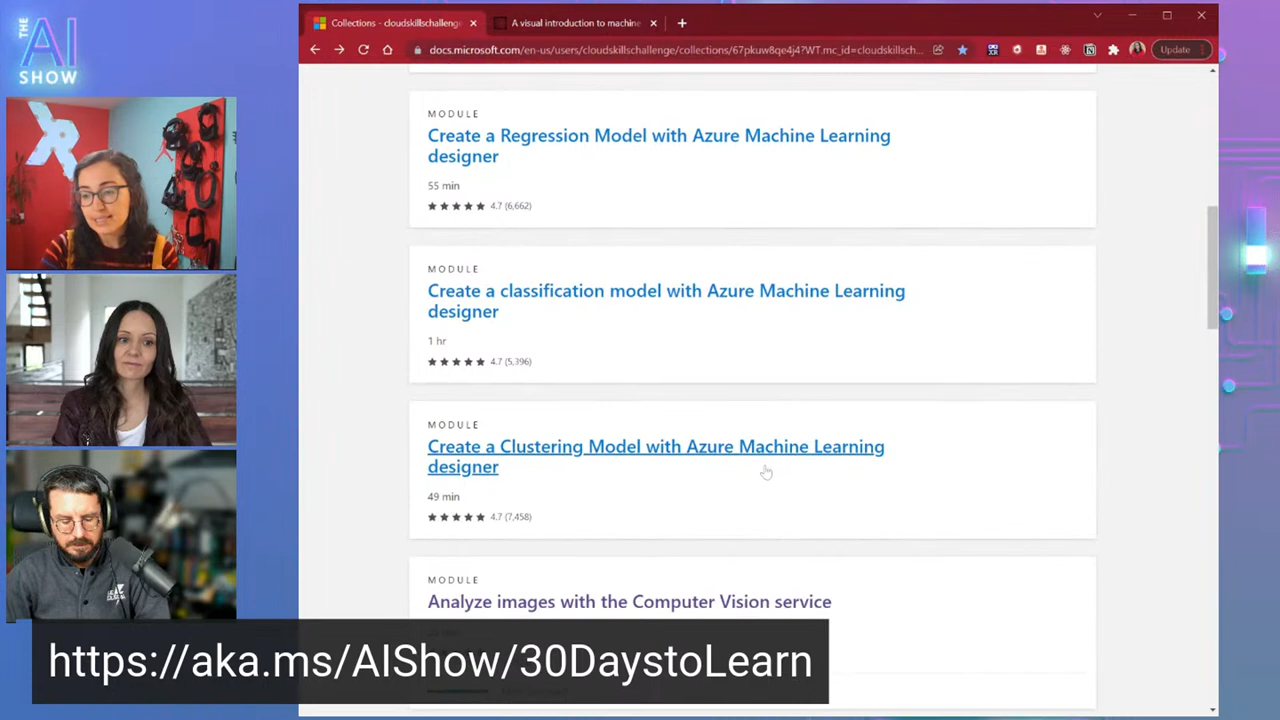 THE
AI
SHOW
Collections - cloudskillschallenge
A visual introduction to machine
docs.microsoft.com/en-us/users/cloudskillschallenge/collections/67pkuw8qe4j4?WT.mc_id=cloudskillsch...
Update
MODULE
Create a Regression Model with Azure Machine Learning
designer
55 min
4.7 (6,662)
MODULE
Create a classification model with Azure Machine Learning
designer
1 hr
4.7 (5,396)
MODULE
Create a Clustering Model with Azure Machine Learning
designer
49 min
4.7 (7,458)
MODULE
Analyze images with the Computer Vision service
https://aka.ms/AIShow/30DaystoLearn